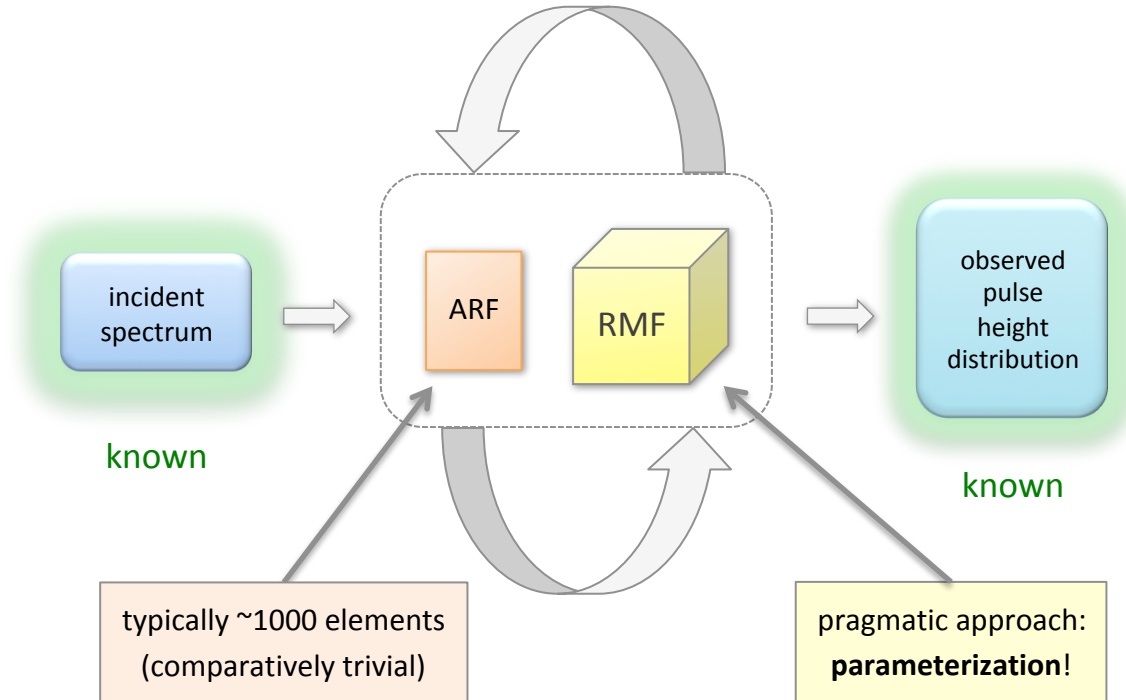 incident
spectrum
known
ARF
RMF
observed
pulse
height
distribution
known
typically ~1000 elements
(comparatively trivial)
pragmatic approach:
parameterization!